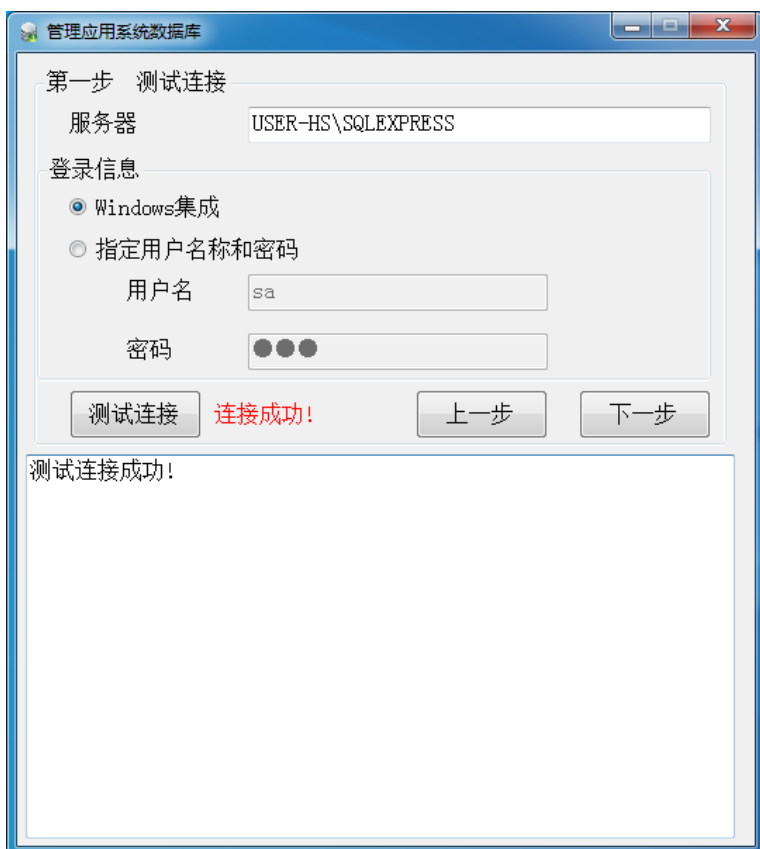 管理应用系统数据库
第一步 测试连接
服务器 USER-HS\SQLEXPRESS
登录信息
Windows集成
指定用户名称和密码
用户名 sa
密码 ●●●
测试连接 连接成功! 上一步 下一步
测试连接成功!